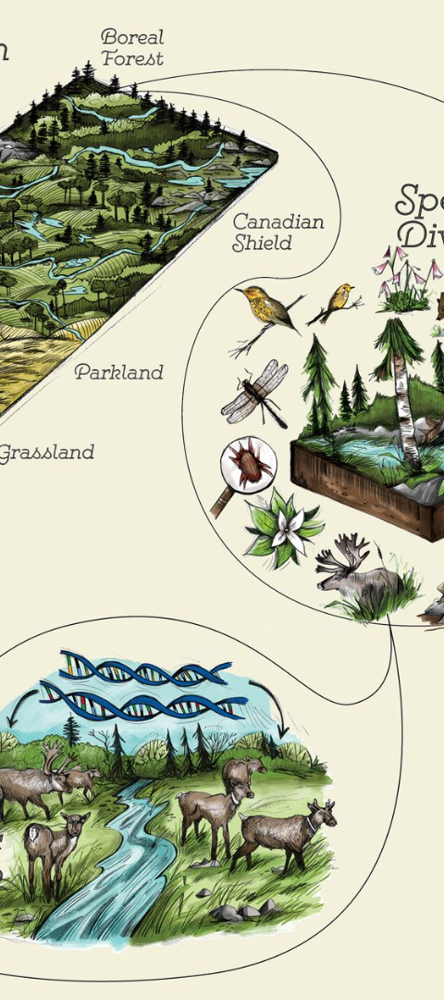 Boreal
Forest
Canadian
Shield
Parkland
Grassland